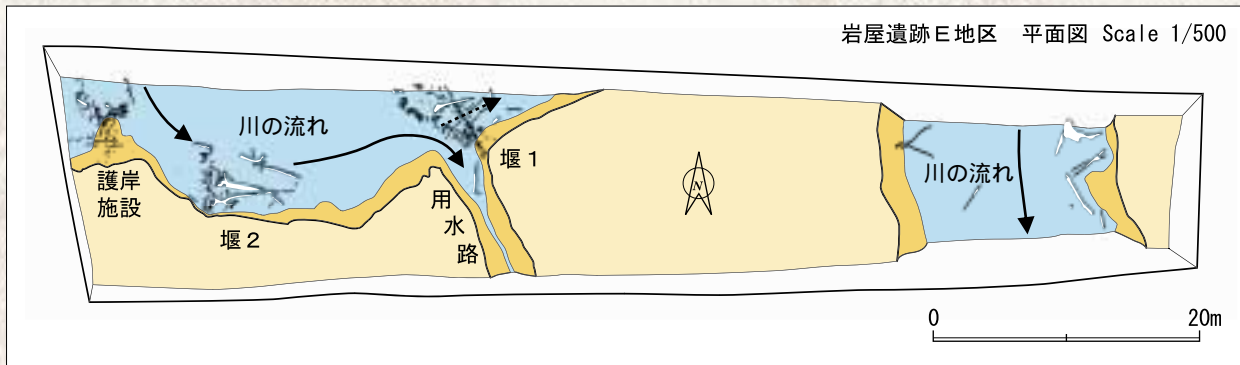 岩屋遺跡E地区　平面図 Scale 1/500
川の流れ
堰１
護岸
施設
堰２
用
水
路
N
川の流れ
0 20m